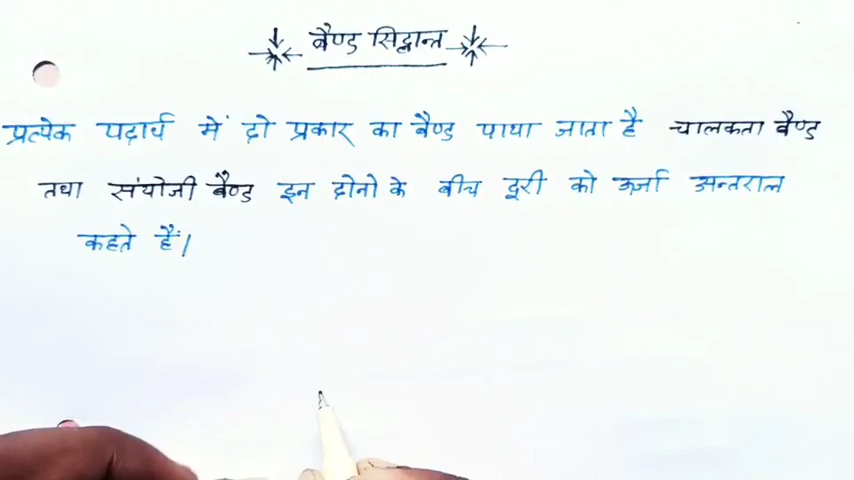 बैण्ड सिद्धान्त
प्रत्येक पदार्थ में दो प्रकार का बैण्ड पाया जाता है चालकता बैण्ड
तथा संयोजी बैण्ड इन दोनो के बीच दूरी को ऊर्जा अन्तराल
कहते हैं।